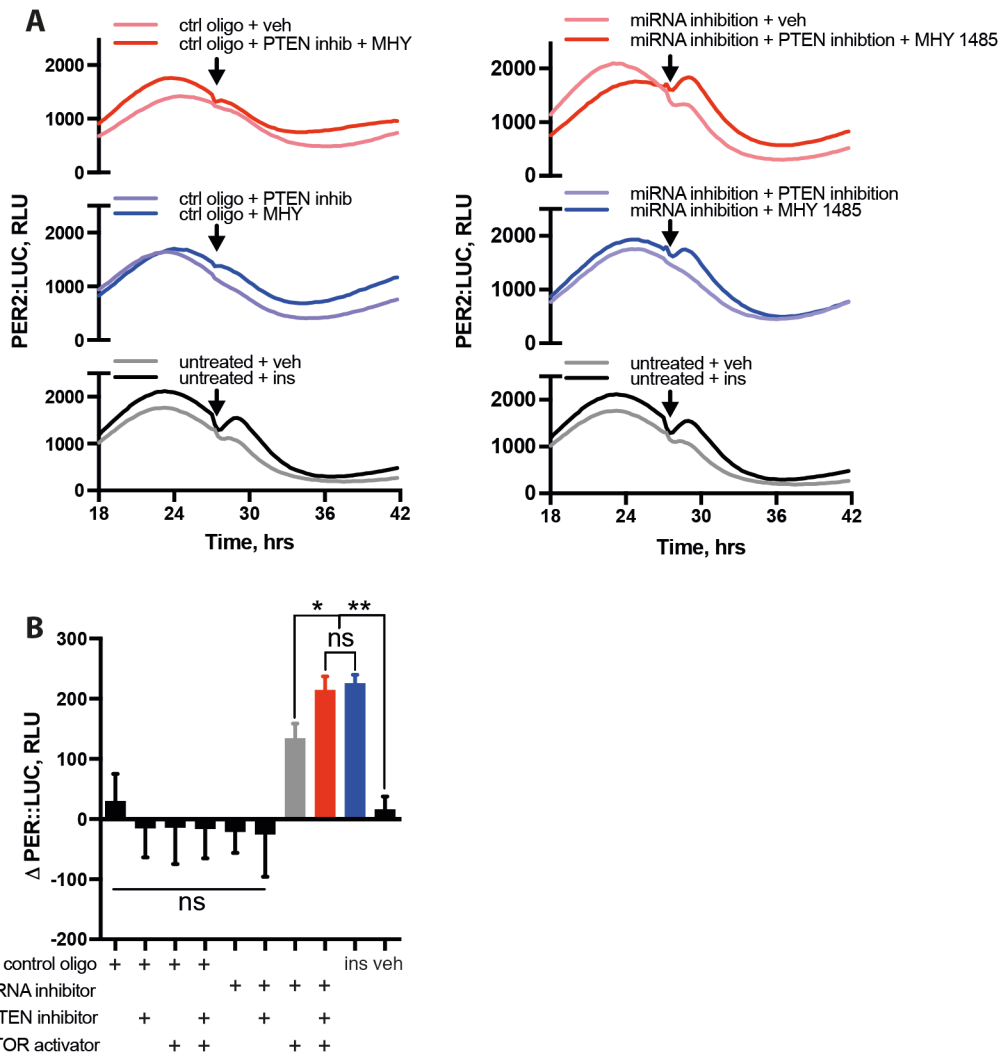 A
ctrl oligo + veh
ctrl oligo + PTEN inhib + MHY
2000
1000
0
18
ctrl oligo + PTEN inhib
ctrl oligo + MHY
2000
1000
0
PER2:LUC, RLU
untreated + veh
untreated + ins
2000
1000
0
18 24 30 36 42
Time, hrs
miRNA inhibition + veh
miRNA inhibition + PTEN inhibtion + MHY 1485
2000
1000
0
miRNA inhibition + PTEN inhibition
miRNA inhibition + MHY 1485
2000
1000
0
PER2:LUC, RLU
untreated + veh
untreated + ins
2000
1000
0
18 24 30 36 42
Time, hrs
B
* **
ns
300
200
100
0
-100
-200
Δ PER::LUC, RLU
ns
control oligo + + + + ins veh
RNA inhibitor + + + +
TEN inhibitor + + + +
TOR activator + + + +